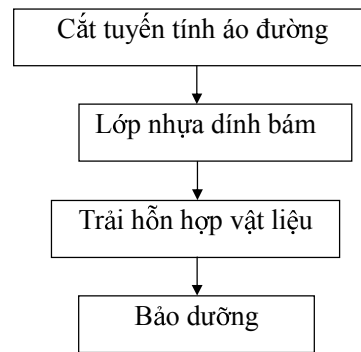 Cắt tuyến tính áo đường
Lớp nhựa dính bám
Trải hỗn hợp vật liệu
Bảo dưỡng